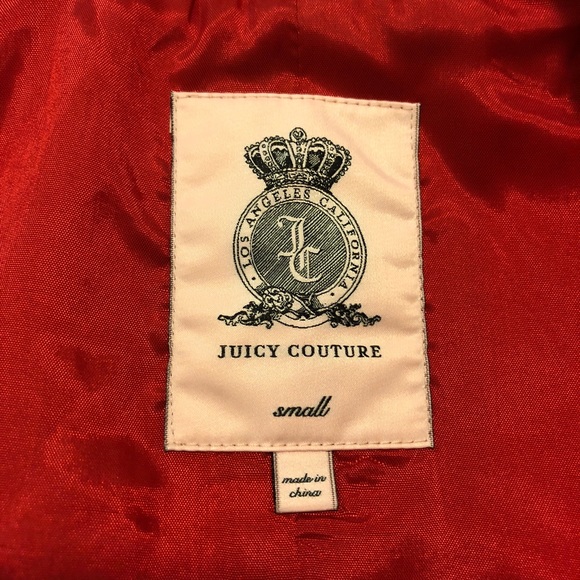 LOS ANGELES CALIFORNIA
JC
JUICY COUTURE
small
made in
china